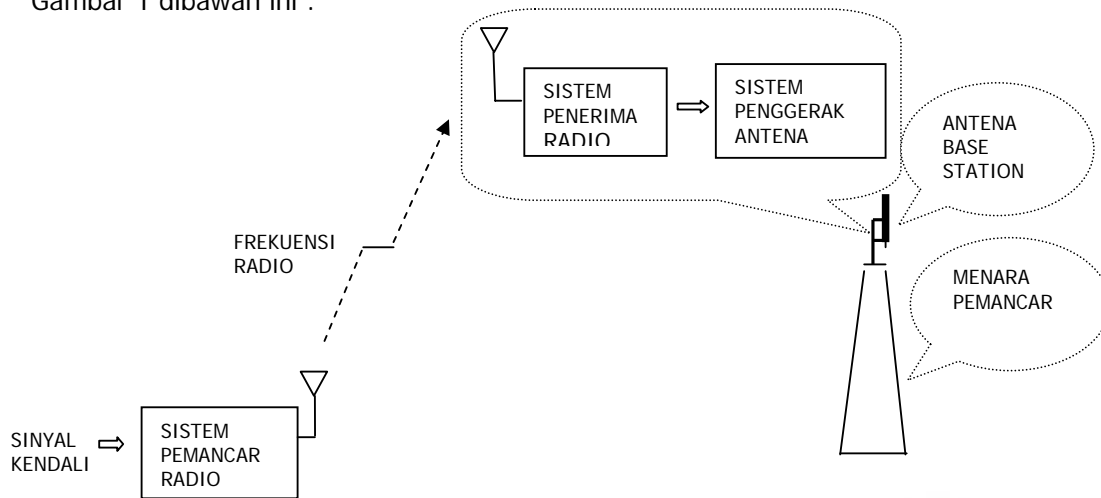 Gambar 1 dibawah ini :
SISTEM
PENERIMA
RADIO
SISTEM
PENGGERAK
ANTENA
ANTENA
BASE
STATION
FREKUENSI
RADIO
MENARA
PEMANCAR
SINYAL
KENDALI
SISTEM
PEMANCAR
RADIO